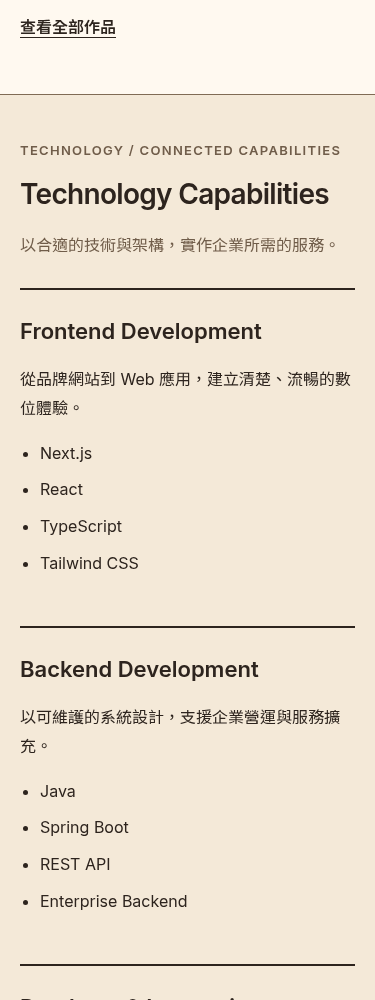 查看全部作品
TECHNOLOGY / CONNECTED CAPABILITIES
Technology Capabilities
以合適的技術與架構，實作企業所需的服務。
Frontend Development
從品牌網站到 Web 應用，建立清楚、流暢的數
位體驗。
• Next.js
• React
• TypeScript
• Tailwind CSS
Backend Development
以可維護的系統設計，支援企業營運與服務擴
充。
• Java
• Spring Boot
• REST API
• Enterprise Backend